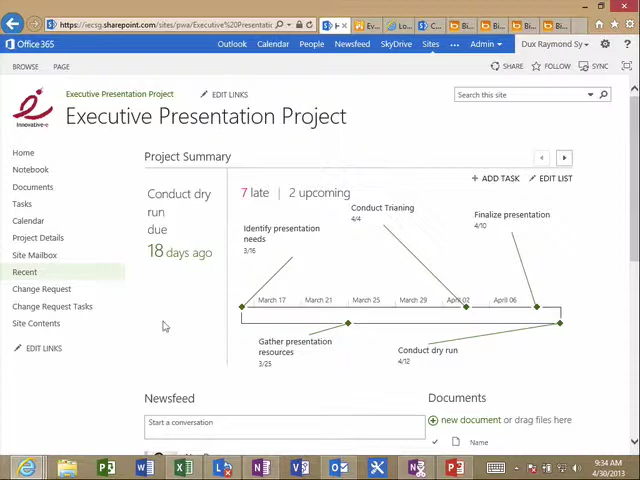 https://iecsg.sharepoint.com/sites/pwa/Executive%20Presentatic
Office 365
Outlook Calendar People Newsfeed SkyDrive Sites ... Admin Dux Raymond Sy ?
BROWSE PAGE SHARE FOLLOW SYNC
Executive Presentation Project EDIT LINKS
Search this site
Executive Presentation Project
Innovative-e
Home
Notebook
Documents
Tasks
Calendar
Project Details
Site Mailbox
Recent
Change Request
Change Request Tasks
Site Contents
EDIT LINKS
Project Summary
+ ADD TASK EDIT LIST
Conduct dry
run
due
18 days ago
7 late | 2 upcoming
Conduct Trianing
4/4
Finalize presentation
4/10
Identify presentation
needs
3/16
March 17 March 21 March 25 March 29 April 02 April 06
Gather presentation
resources
3/25
Conduct dry run
4/12
Newsfeed
Start a conversation
Documents
new document or drag files here
Name
9:34 AM
4/30/2013